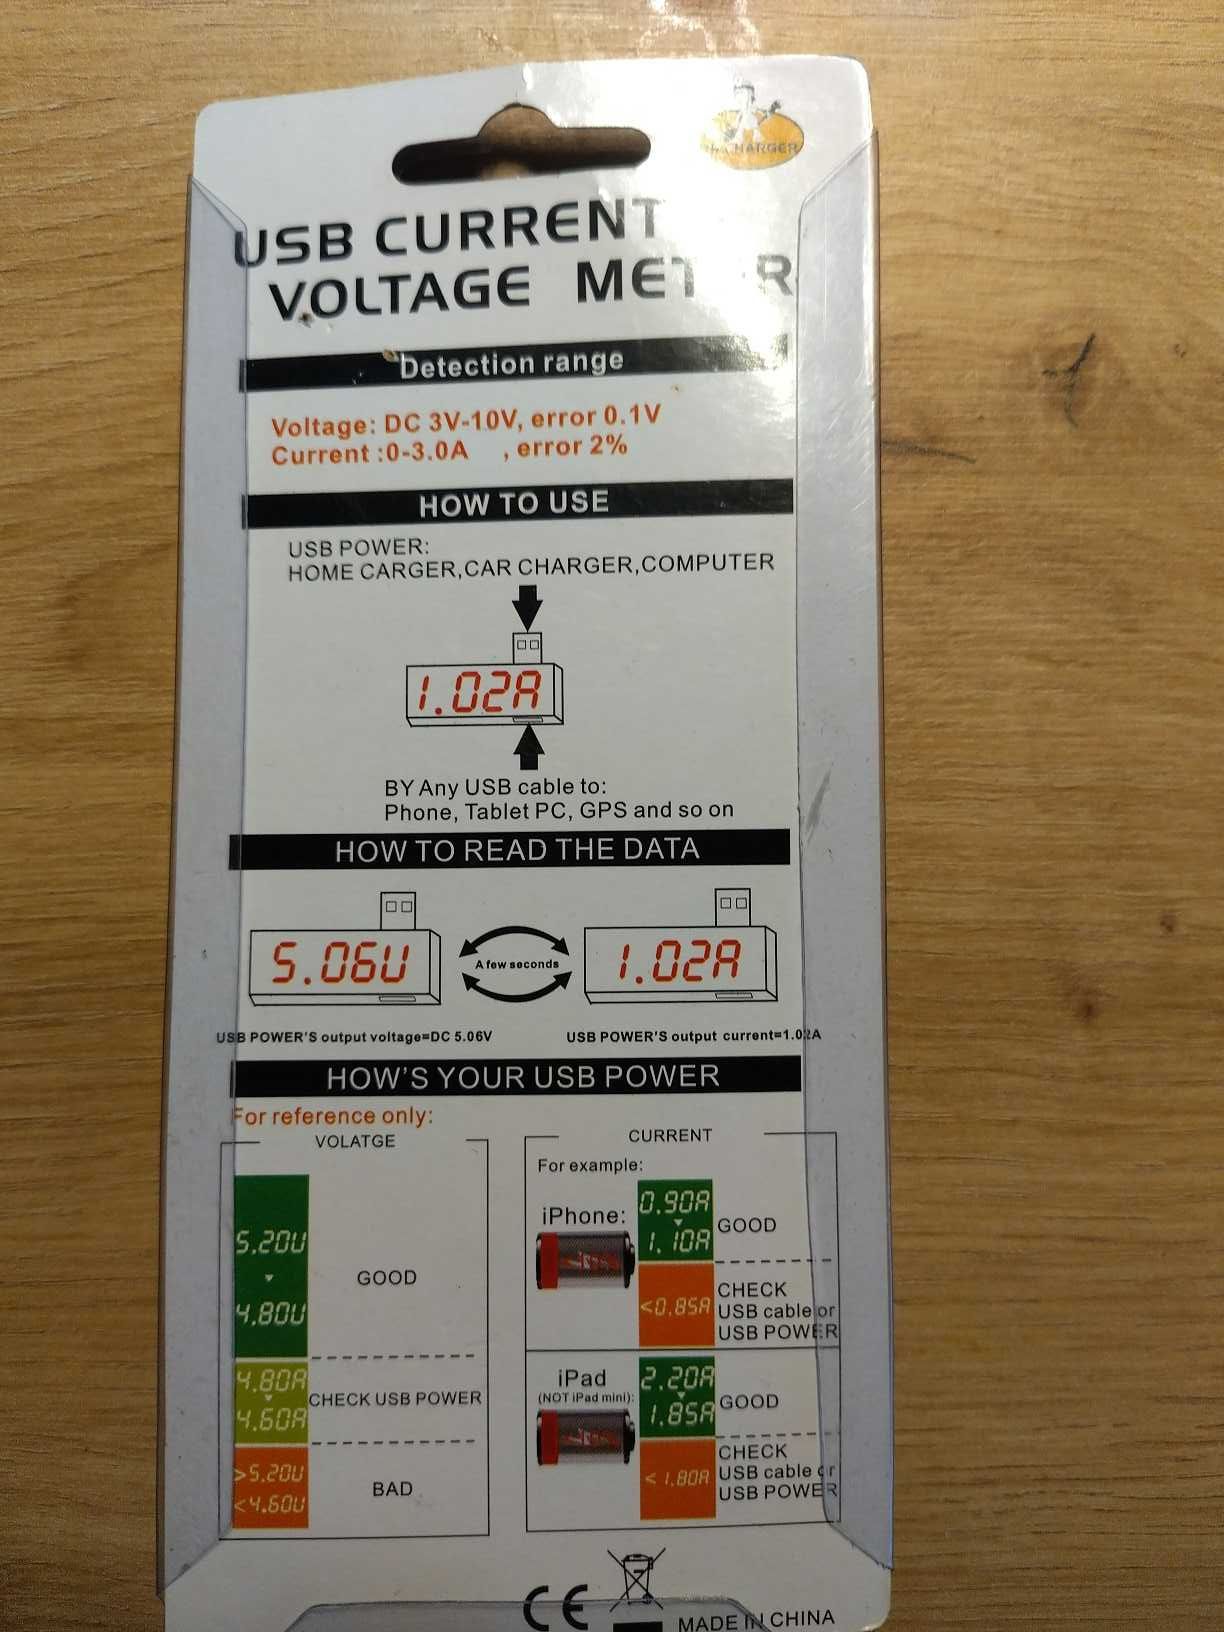 CHARGER
USB CURRENT
VOLTAGE MET R
Detection range
Voltage: DC 3V-10V, error 0.1V
Current :0-3.0A , error 2%
HOW TO USE
USB POWER:
HOME CARGER,CAR CHARGER,COMPUTER
1.02A
BY Any USB cable to:
Phone, Tablet PC, GPS and so on
HOW TO READ THE DATA
5.06U
A few seconds
1.02A
USB POWER'S output voltage=DC 5.06V
USB POWER'S output current=1.02A
HOW'S YOUR USB POWER
For reference only:
VOLATGE
5.20U
4.80U
GOOD
4.80A
4.60A
CHECK USB POWER
>5.20U
<4.60U
BAD
CURRENT
For example:
iPhone:
0.90A
1.10A
GOOD
<0.85A
CHECK
USB cable or
USB POWER
iPad
(NOT iPad mini):
2.20A
1.85A
GOOD
<1.80A
CHECK
USB cable or
USB POWER
CE
MADE IN CHINA